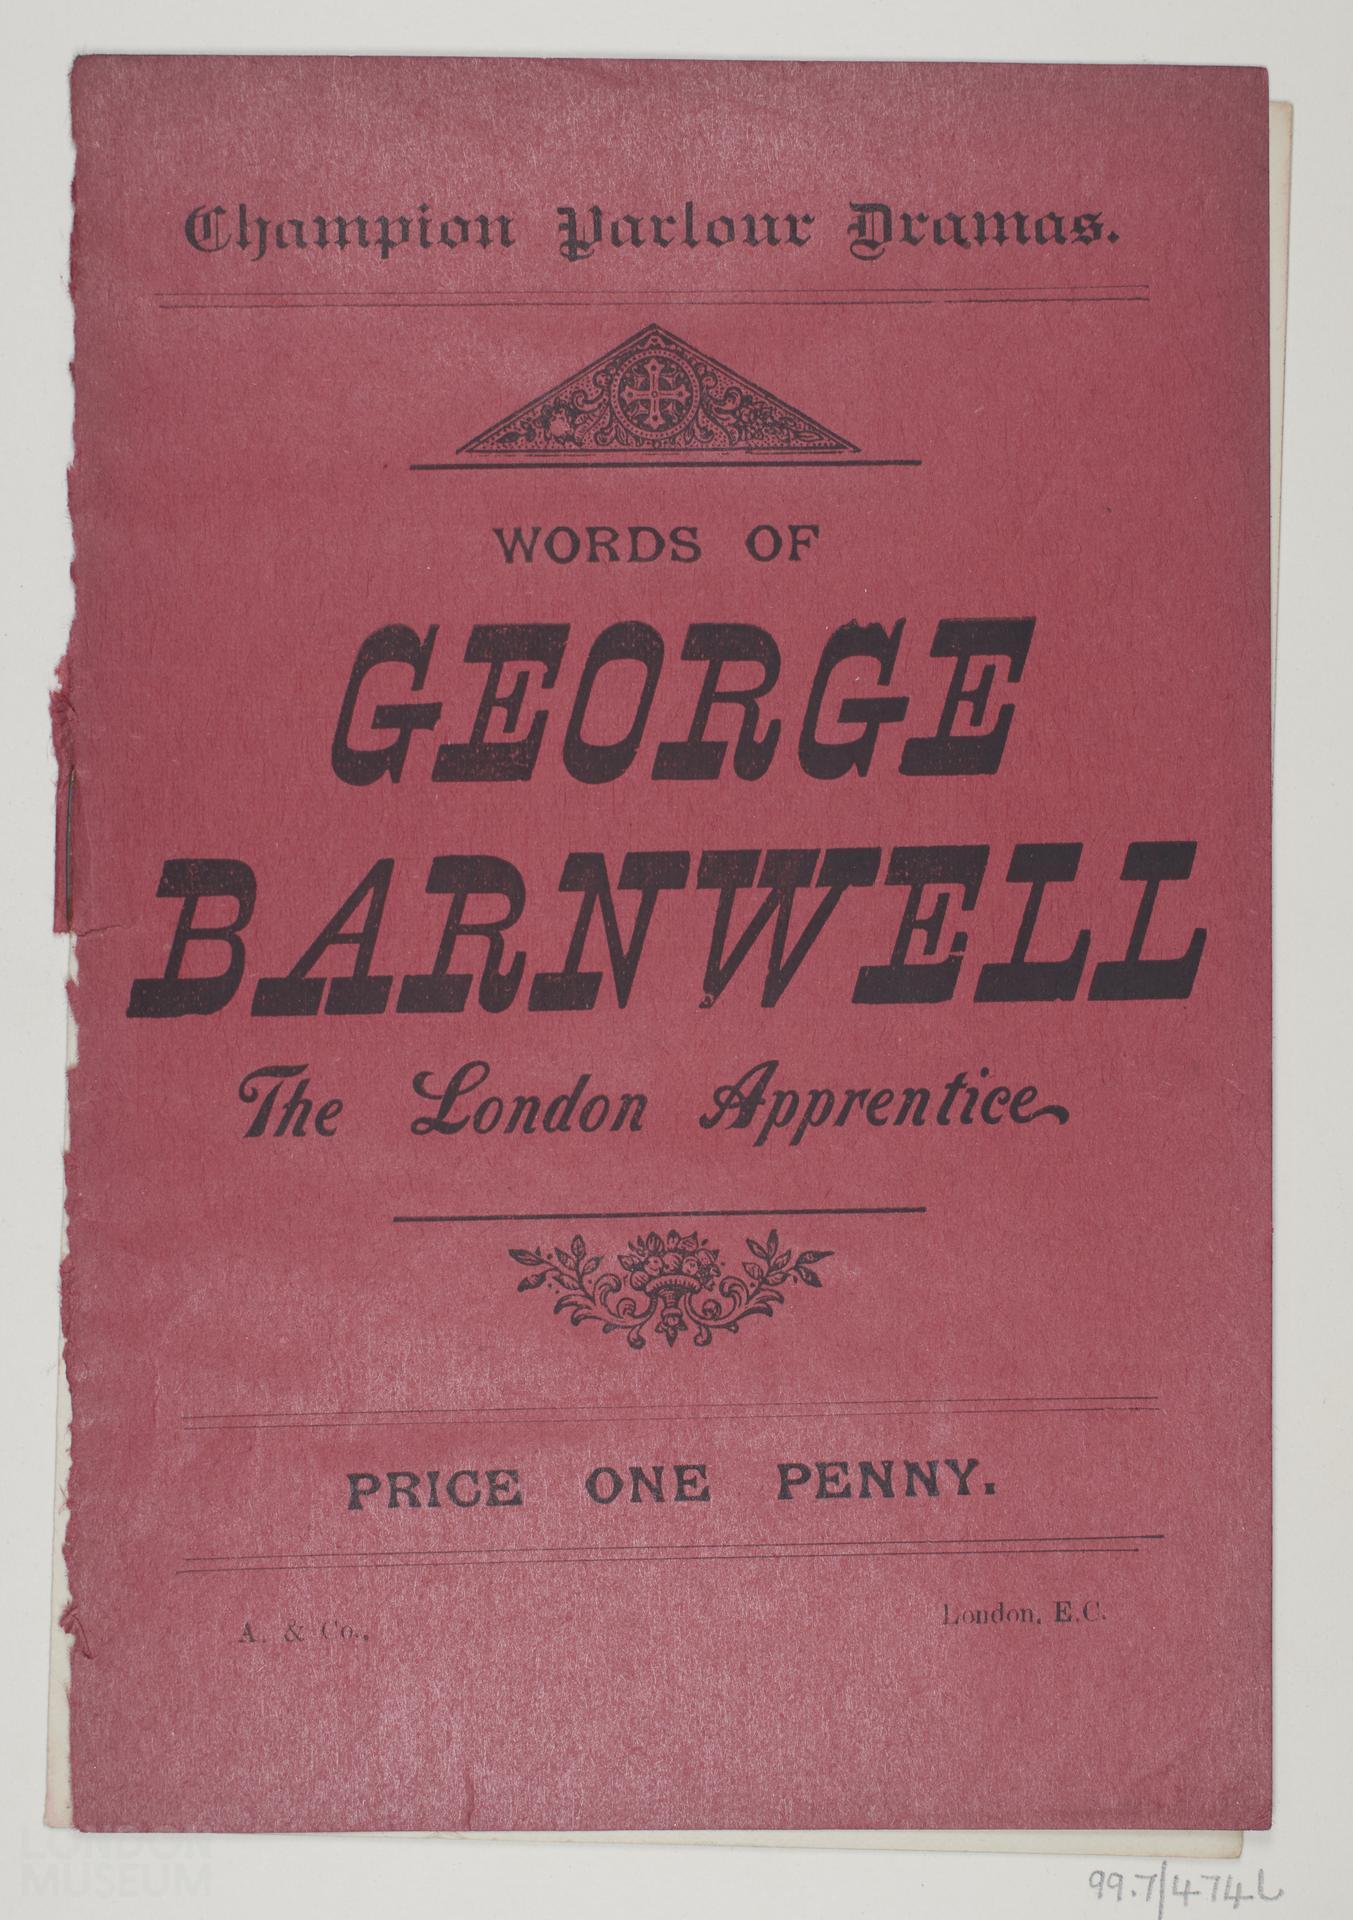 Champion Parlour Dramas.
WORDS OF
GEORGE
BARNWELL
The London Apprentice
PRICE ONE PENNY.
A. & Co., London, E.C.
LONDON
MUSEUM
99.7/474L